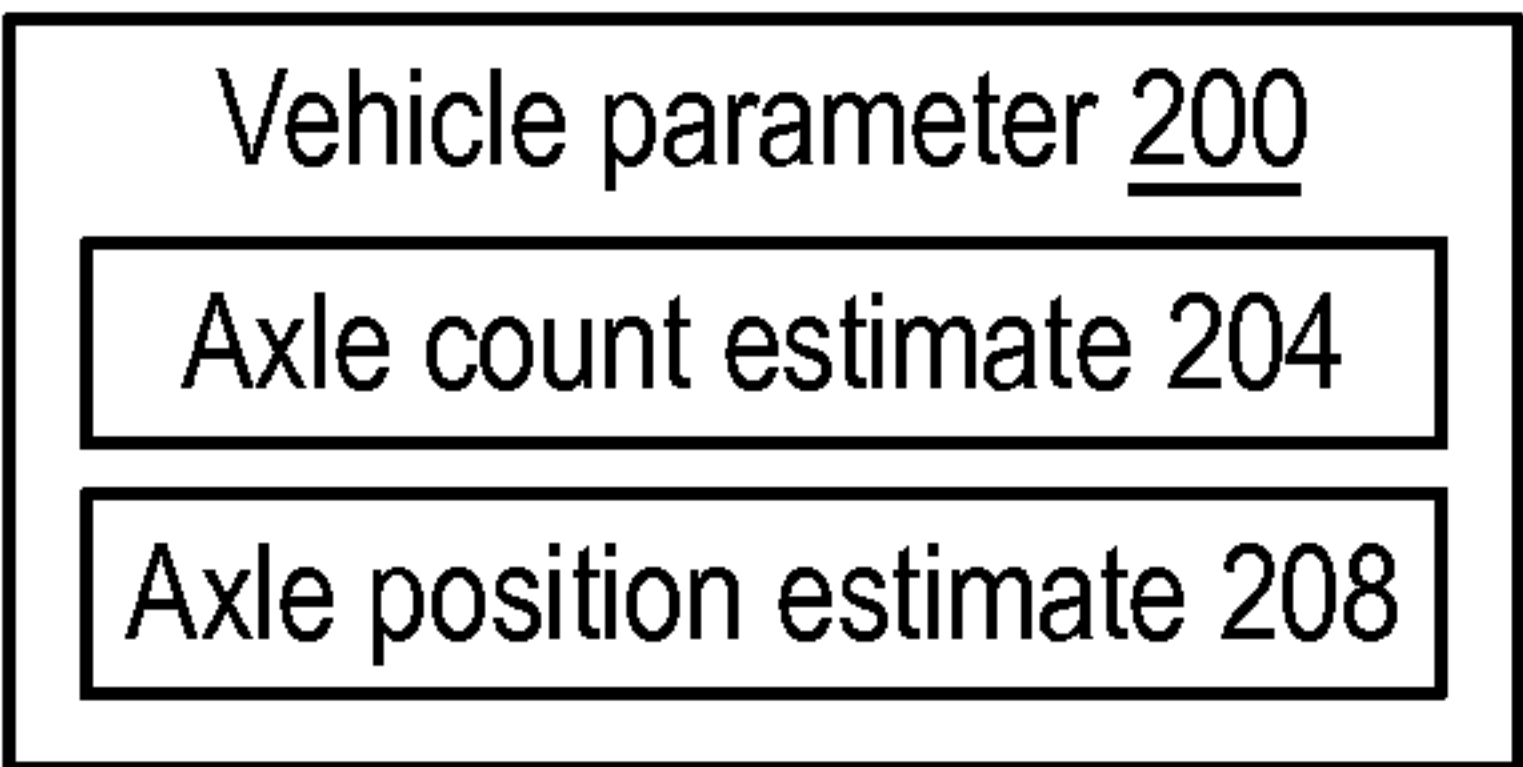 Vehicle parameter 200
Axle count estimate 204
Axle position estimate 208